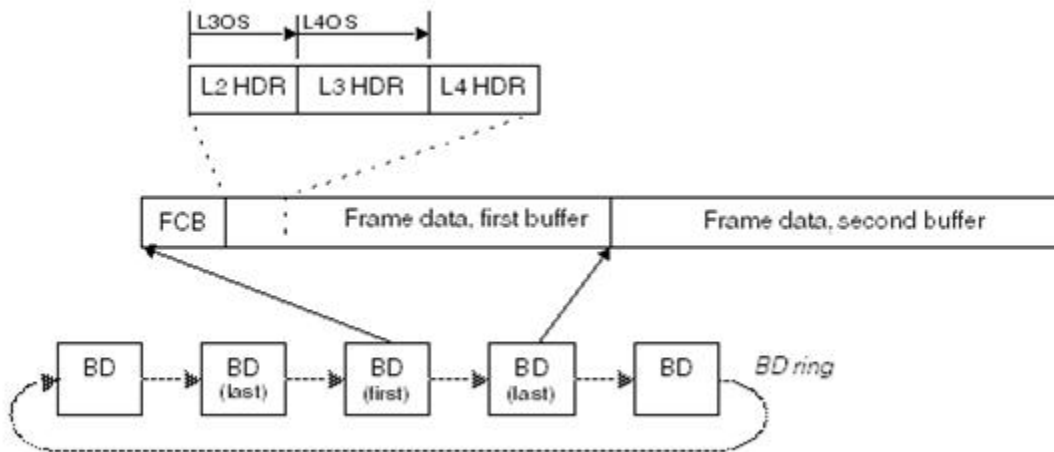 L3OS L4OS
L2 HDR L3 HDR L4 HDR
FCB Frame data, first buffer Frame data, second buffer
BD BD BD BD BD BD ring
(last) (first) (last)